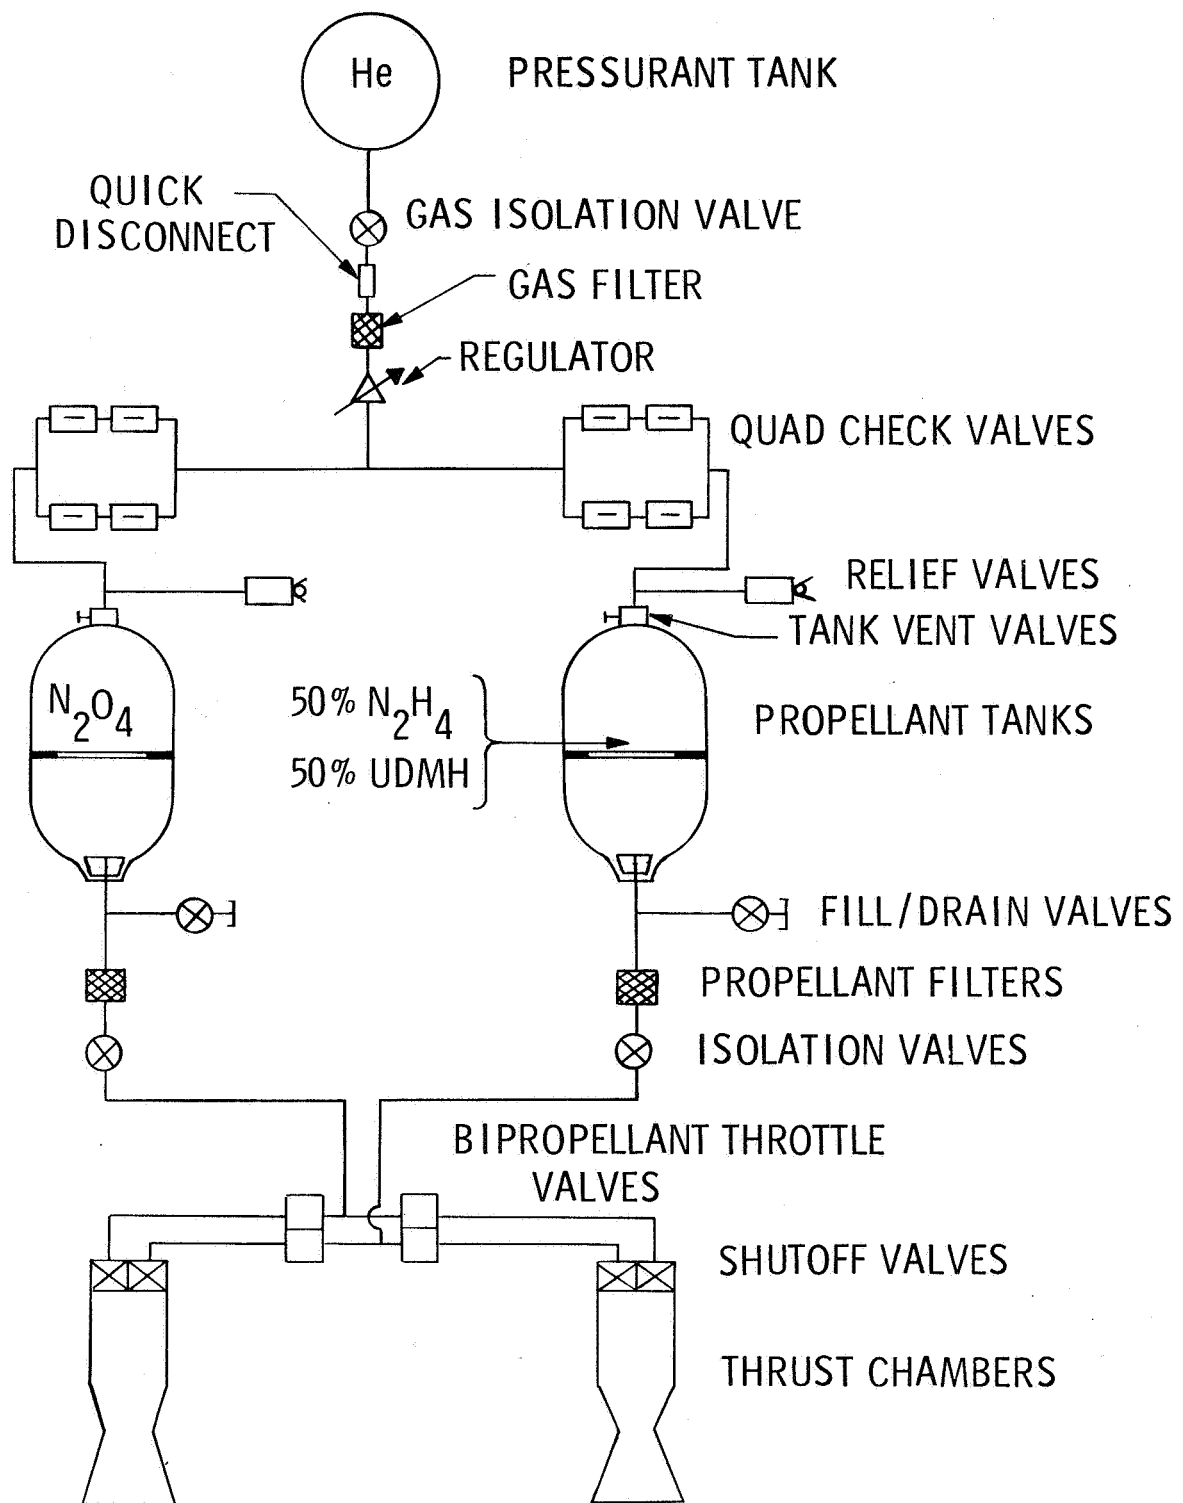 He
PRESSURANT TANK
QUICK
DISCONNECT
GAS ISOLATION VALVE
GAS FILTER
REGULATOR
QUAD CHECK VALVES
RELIEF VALVES
TANK VENT VALVES
N2O4
50% N2H4
50% UDMH
PROPELLANT TANKS
FILL/DRAIN VALVES
PROPELLANT FILTERS
ISOLATION VALVES
BIPROPELLANT THROTTLE
VALVES
SHUTOFF VALVES
THRUST CHAMBERS